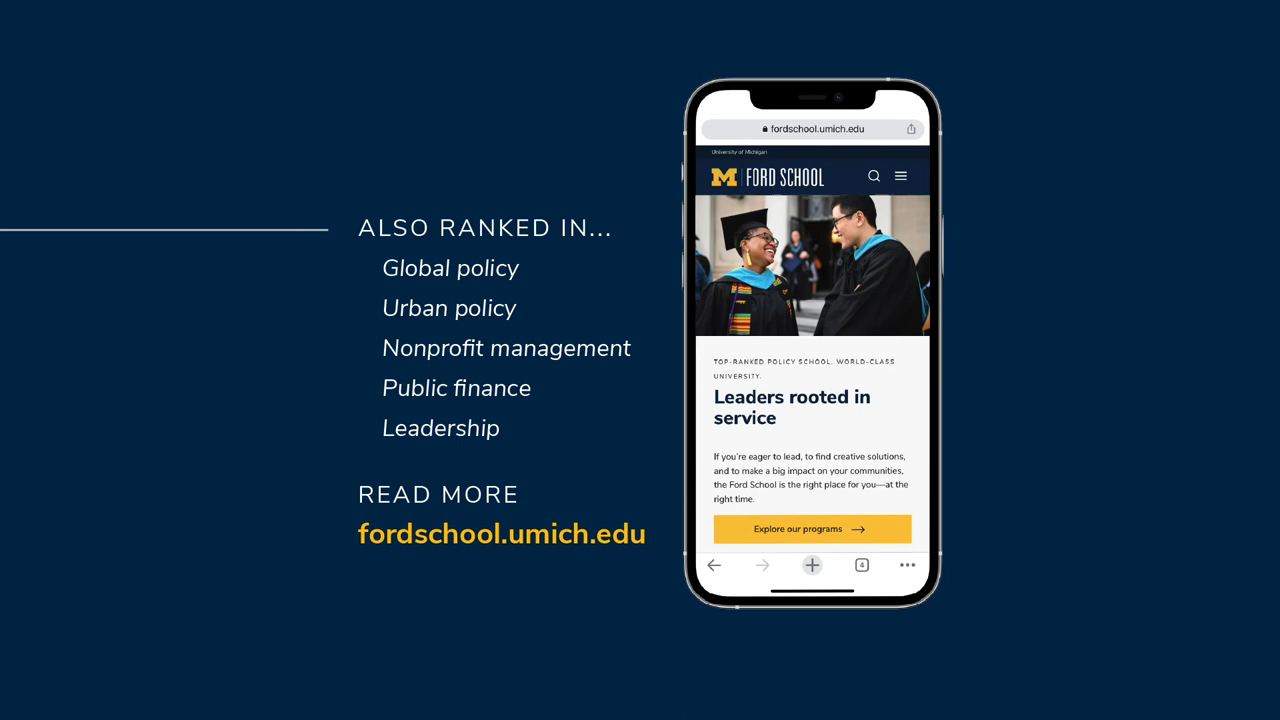 ALSO RANKED IN...
Global policy
Urban policy
Nonprofit management
Public finance
Leadership
READ MORE
fordschool.umich.edu
fordschool.umich.edu
University of Michigan
M FORD SCHOOL
TOP-RANKED POLICY SCHOOL. WORLD-CLASS
UNIVERSITY.
Leaders rooted in
service
If you're eager to lead, to find creative solutions,
and to make a big impact on your communities,
the Ford School is the right place for you—at the
right time.
Explore our programs
4